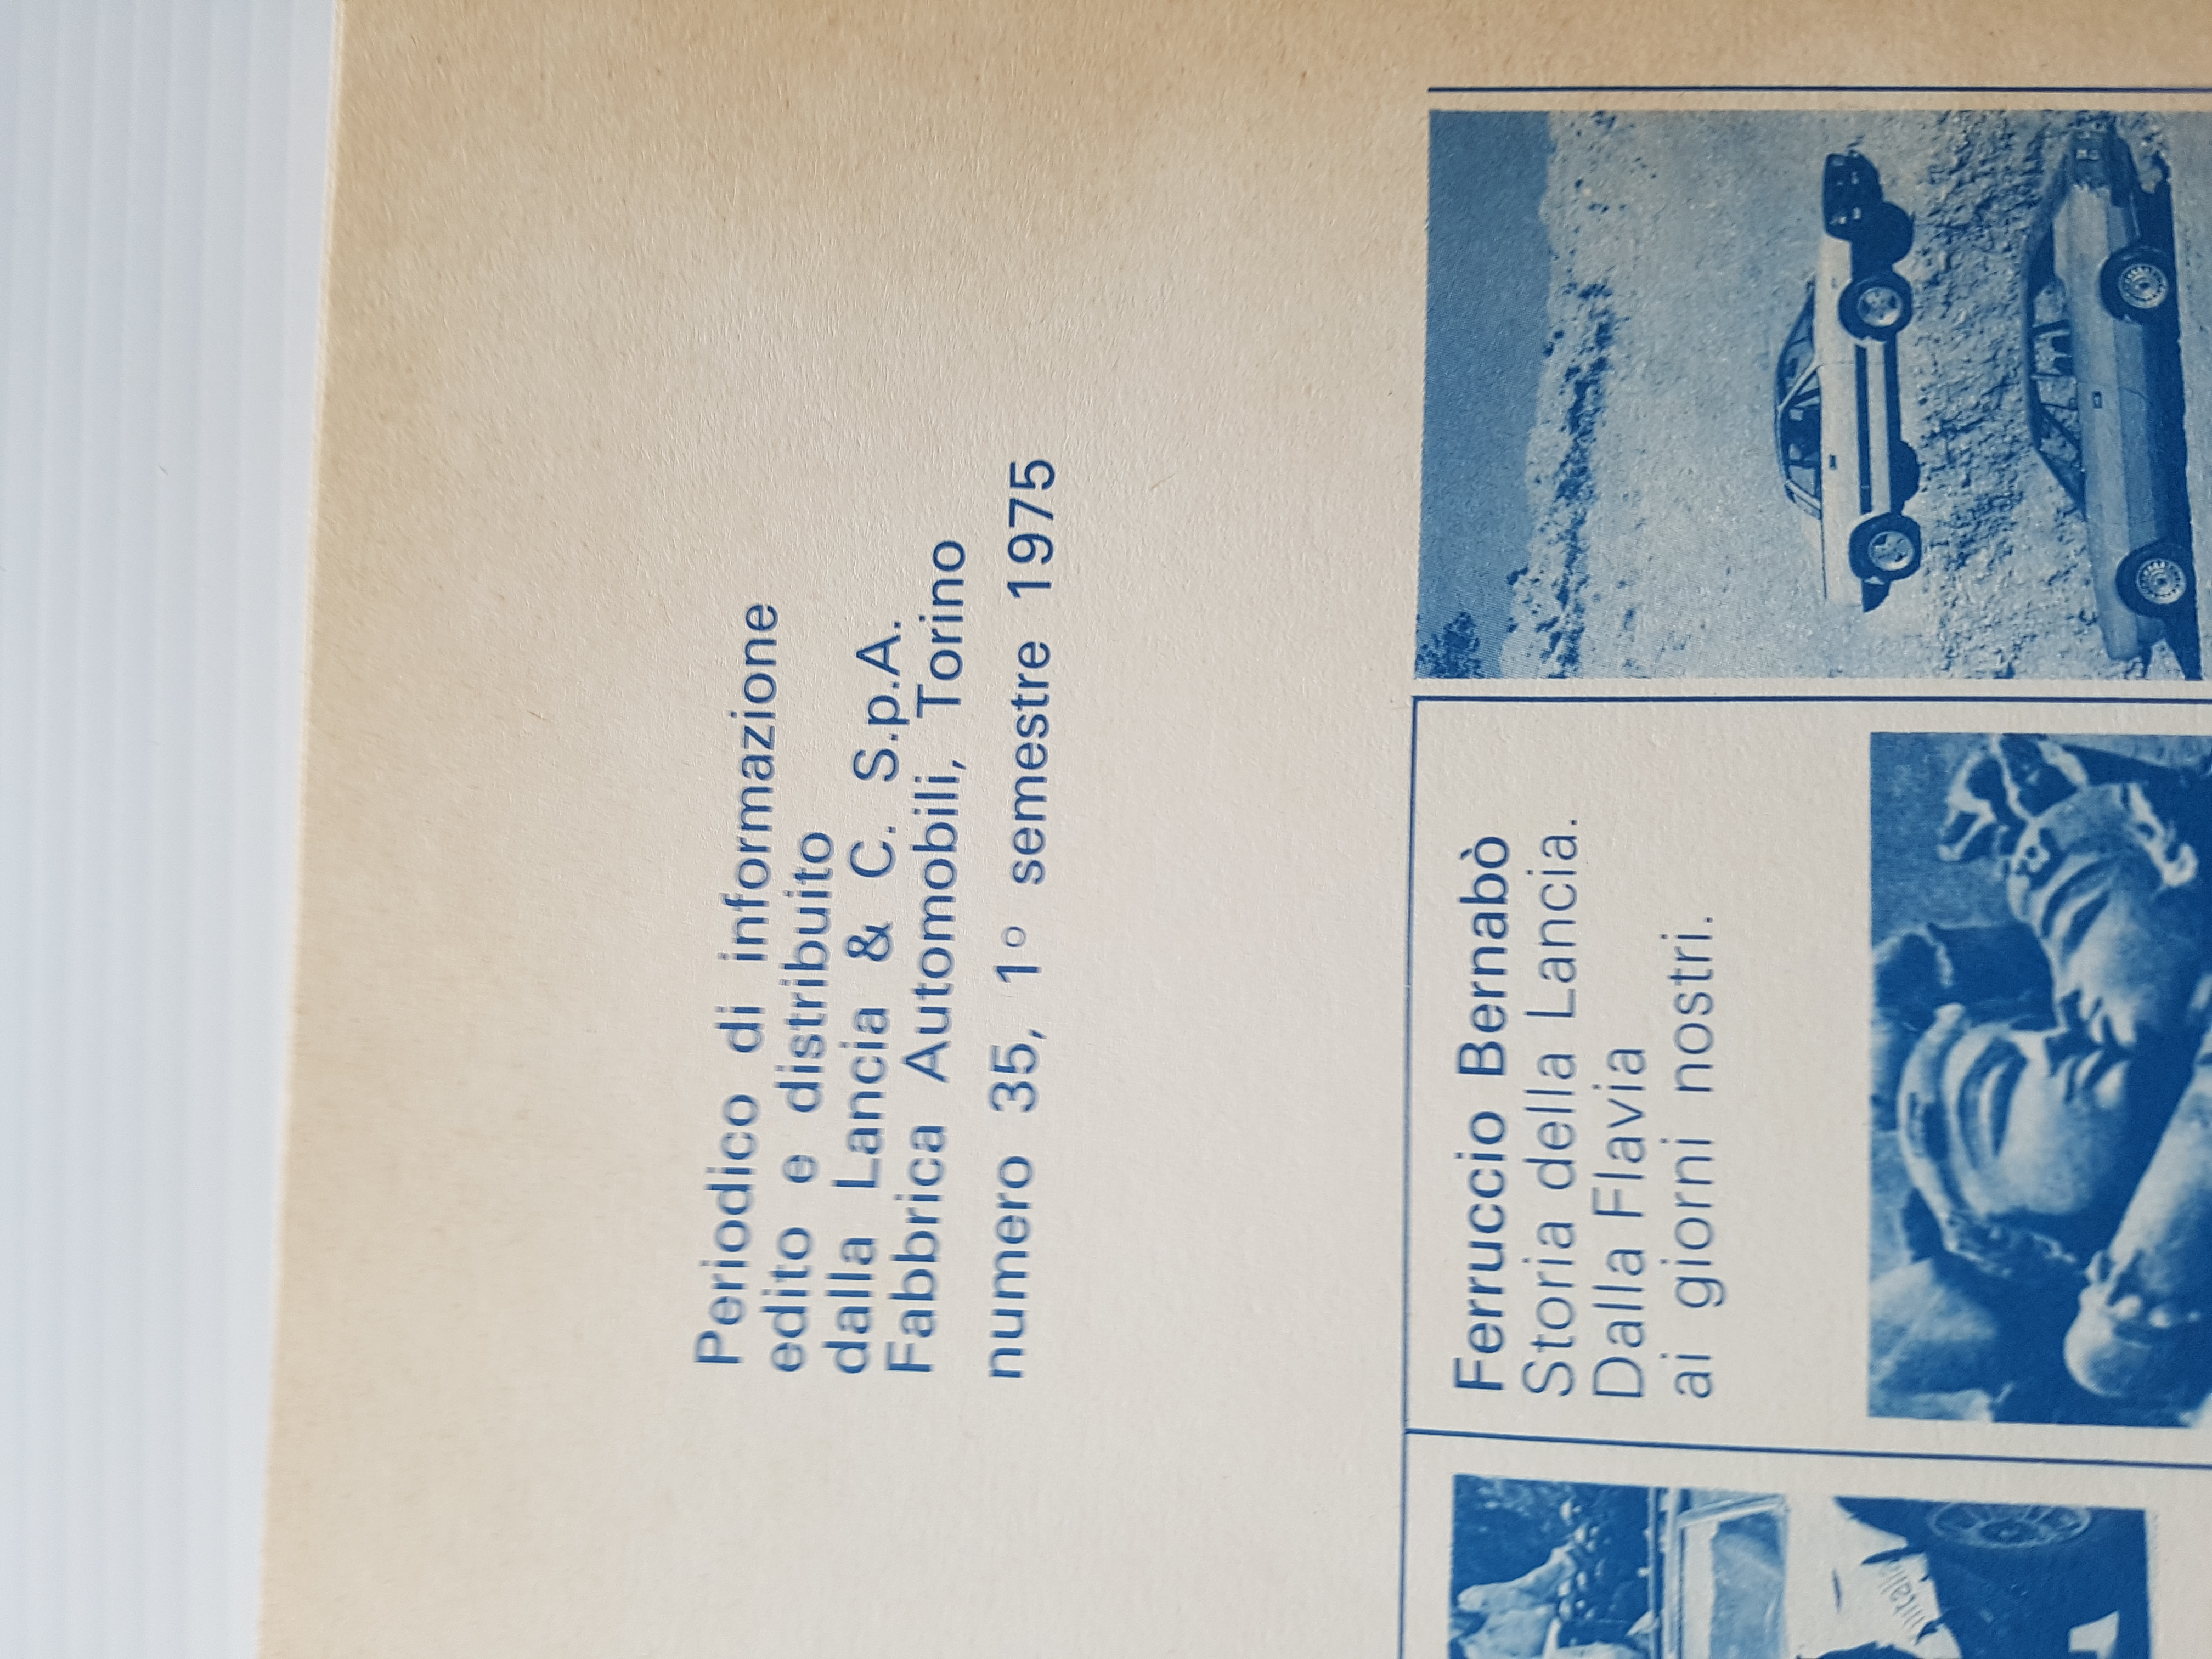 Periodico di informazione
edito e distribuito
dalla Lancia & C. S.p.A.
Fabbrica Automobili, Torino
numero 35, 1° semestre 1975
Ferruccio Bernabò
Storia della Lancia.
Dalla Flavia
ai giorni nostri.